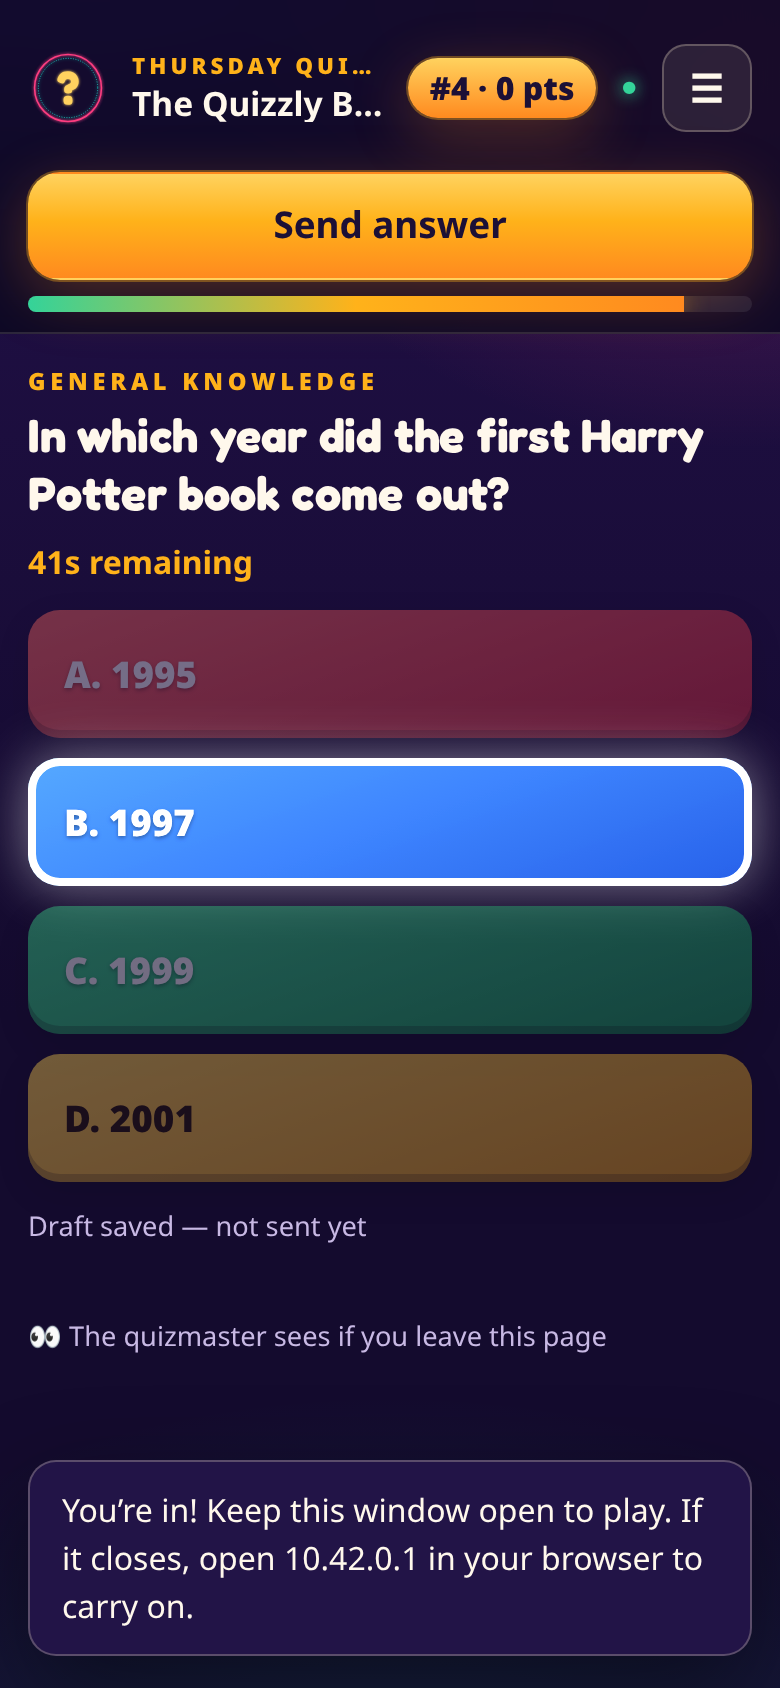 ?
THURSDAY QUI…
The Quizzly B…
#4 · 0 pts
☰
Send answer
GENERAL KNOWLEDGE
In which year did the first Harry
Potter book come out?
41s remaining
A. 1995
B. 1997
C. 1999
D. 2001
Draft saved — not sent yet
👀 The quizmaster sees if you leave this page
You’re in! Keep this window open to play. If
it closes, open 10.42.0.1 in your browser to
carry on.